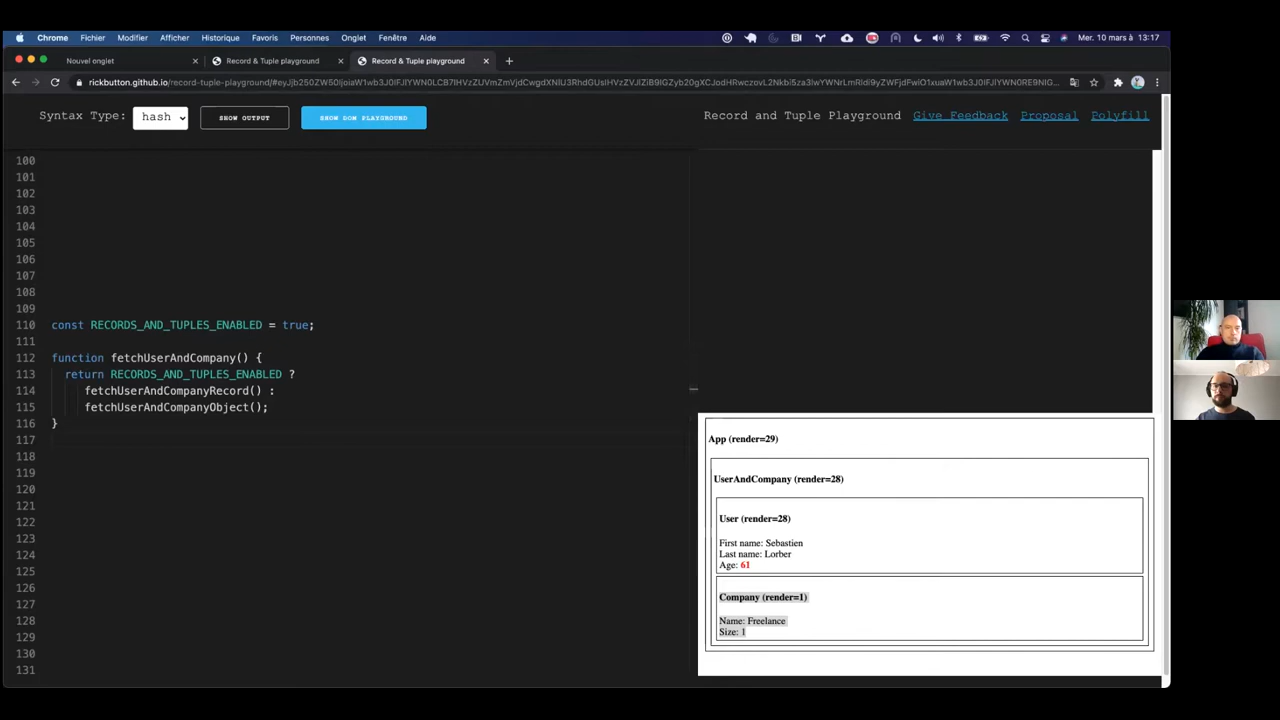 Chrome Fichier Modifier Afficher Historique Favoris Personnes Onglet Fenêtre Aide Mer. 10 mars à 13:17
Nouvel onglet Record & Tuple playground Record & Tuple playground
Syntax Type: hash SHOW OUTPUT SHOW DOM PLAYGROUND Record and Tuple Playground Give Feedback Proposal Polyfill
100
101
102
103
104
105
106
107
108
109
110 const RECORDS_AND_TUPLES_ENABLED = true;
111
112 function fetchUserAndCompany() {
113 return RECORDS_AND_TUPLES_ENABLED ?
114 fetchUserAndCompanyRecord() :
115 fetchUserAndCompanyObject();
116 }
117
118
119
120
121
122
123
124
125
126
127
128
129
130
131
App (render=29)
UserAndCompany (render=28)
User (render=28)
First name: Sebastien
Last name: Lorber
Age: 61
Company (render=1)
Name: Freelance
Size: 1